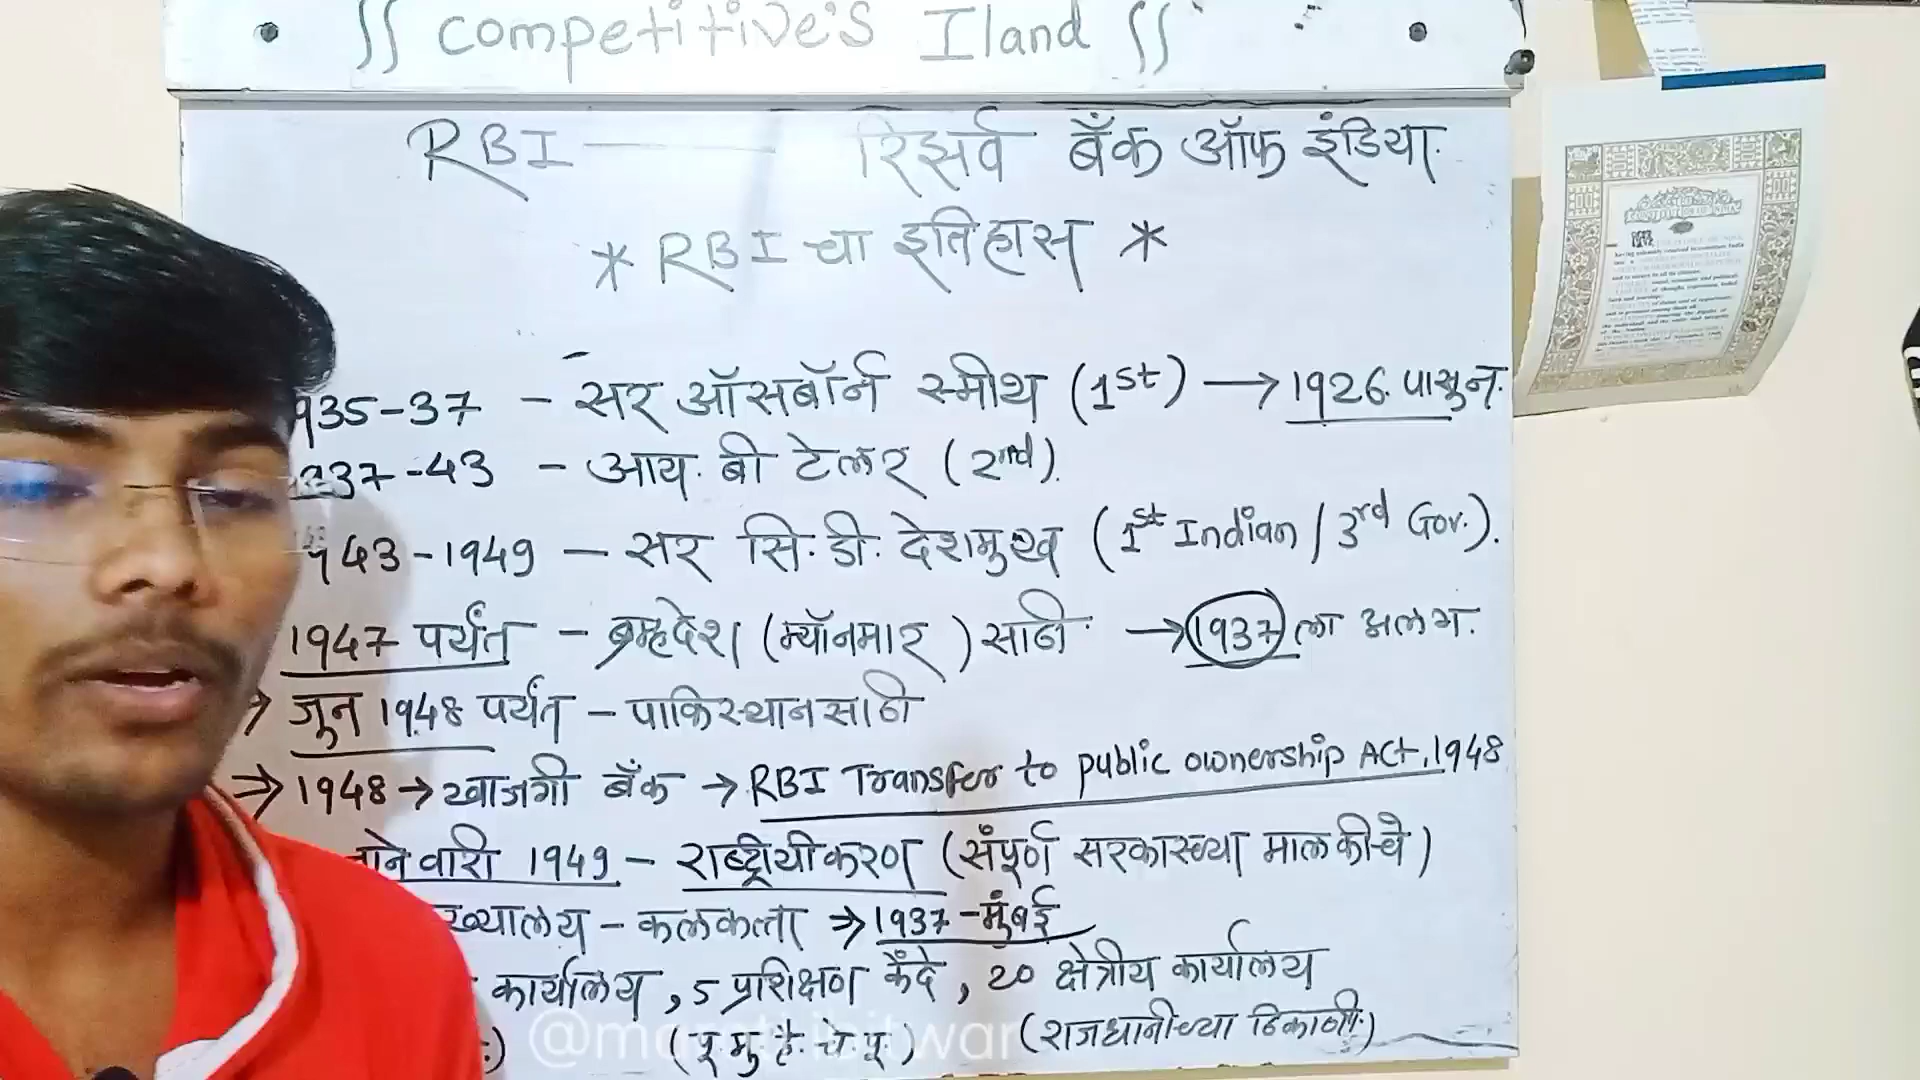 competitive's Iland
RBI — रिझर्व बँक ऑफ इंडिया.
* RBI चा इतिहास *
935-37 - सर ऑसबॉर्न स्मीथ (1st) → 1926 पासुन.
937-43 - आय. बी टेलर (2nd).
943-1949 - सर सि. डी. देशमुख (1st Indian / 3rd Gov.).
1947 पर्यंत - ब्रम्हदेश (म्यॉनमार) साठी → 1937 ला अलग.
→ जून 1948 पर्यंत - पाकिस्थानसाठी
⇒ 1948 → खाजगी बँक → RBI Transfer to public ownership Act, 1948
जानेवारी 1949 - राष्ट्रीयीकरण (संपूर्ण सरकारच्या मालकीचे)
ख्यालय - कलकत्ता ⇒ 1937 - मुंबई
कार्यालय, 5 प्रशिक्षण केंदे, 20 क्षेत्रीय कार्यालय
(पू मु है. चे पू) (राजधानीच्या ठिकाणी.)